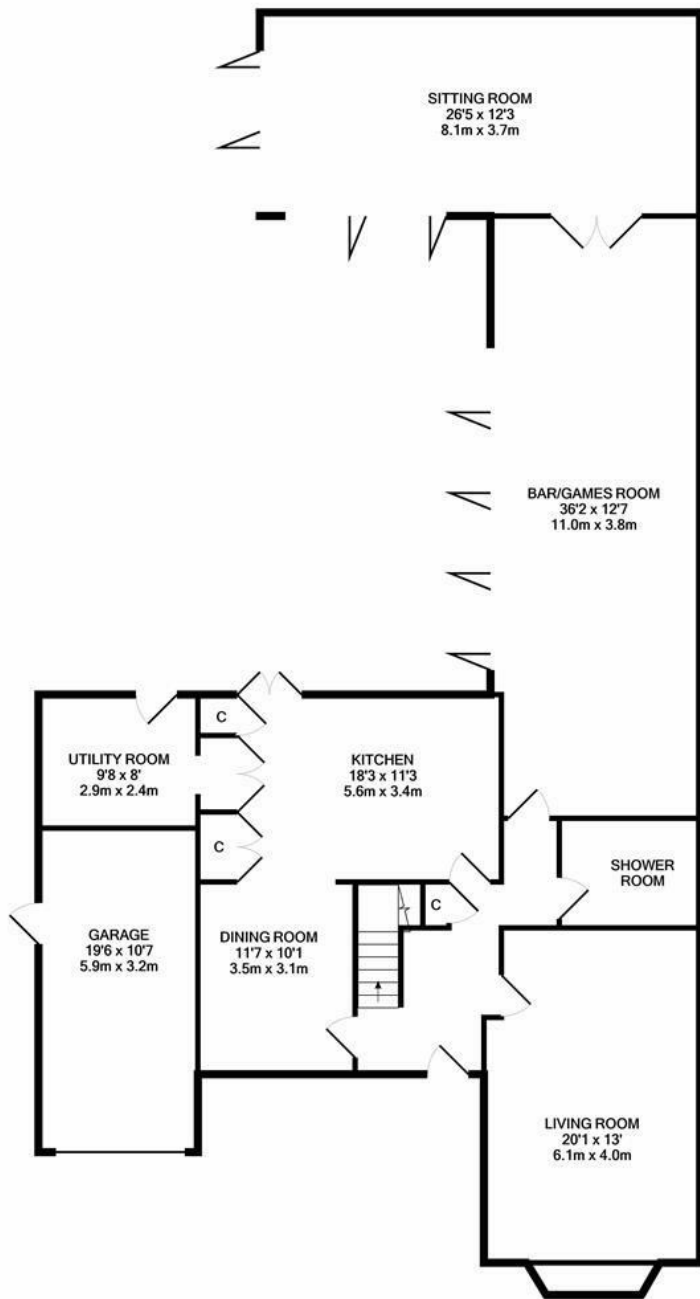 SITTING ROOM
26'5 x 12'3
8.1m x 3.7m
BAR/GAMES ROOM
36'2 x 12'7
11.0m x 3.8m
C
UTILITY ROOM
9'8 x 8'
2.9m x 2.4m
KITCHEN
18'3 x 11'3
5.6m x 3.4m
C
SHOWER
ROOM
C
GARAGE
19'6 x 10'7
5.9m x 3.2m
DINING ROOM
11'7 x 10'1
3.5m x 3.1m
LIVING ROOM
20'1 x 13'
6.1m x 4.0m